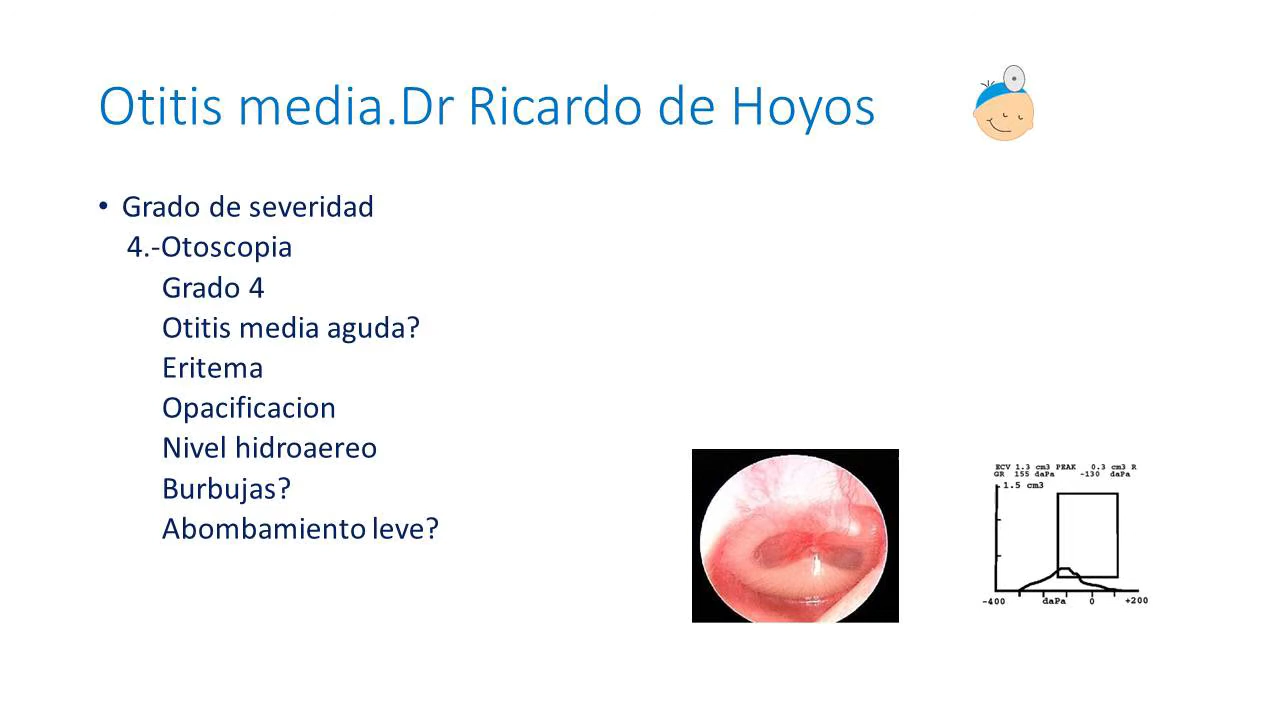 Otitis media.Dr Ricardo de Hoyos
• Grado de severidad
4.-Otoscopia
Grado 4
Otitis media aguda?
Eritema
Opacificacion
Nivel hidroaereo
Burbujas?
Abombamiento leve?
ECV 1.3 cm3 PEAK 0.3 cm3 R
GR 155 daPa -130 daPa
1.5 cm3
-400 daPa 0 +200